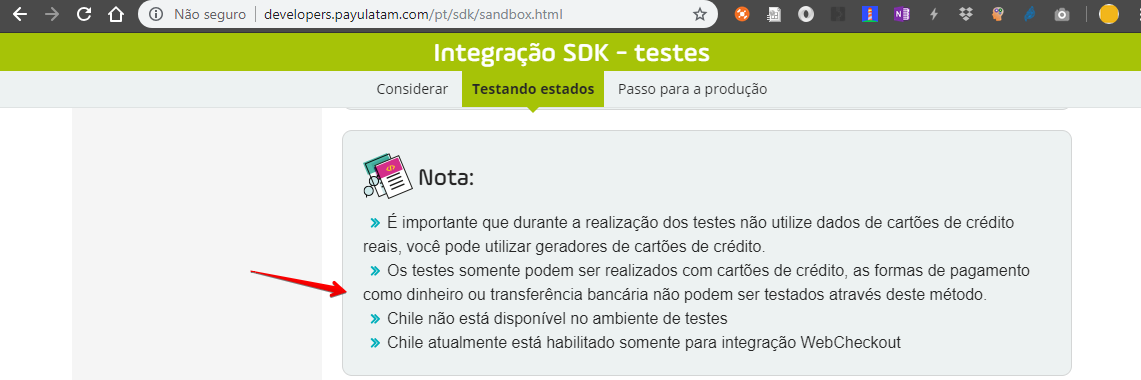 Não seguro | developers.payulatam.com/pt/sdk/sandbox.html
Integração SDK - testes
Considerar Testando estados Passo para a produção
Nota:
» É importante que durante a realização dos testes não utilize dados de cartões de crédito
reais, você pode utilizar geradores de cartões de crédito.
» Os testes somente podem ser realizados com cartões de crédito, as formas de pagamento
como dinheiro ou transferência bancária não podem ser testados através deste método.
» Chile não está disponível no ambiente de testes
» Chile atualmente está habilitado somente para integração WebCheckout